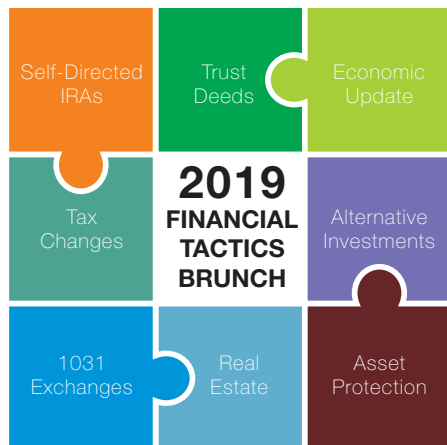 Self-Directed
IRAs
Trust
Deeds
Economic
Update
Tax
Changes
2019
FINANCIAL
TACTICS
BRUNCH
Alternative
Investments
1031
Exchanges
Real
Estate
Asset
Protection